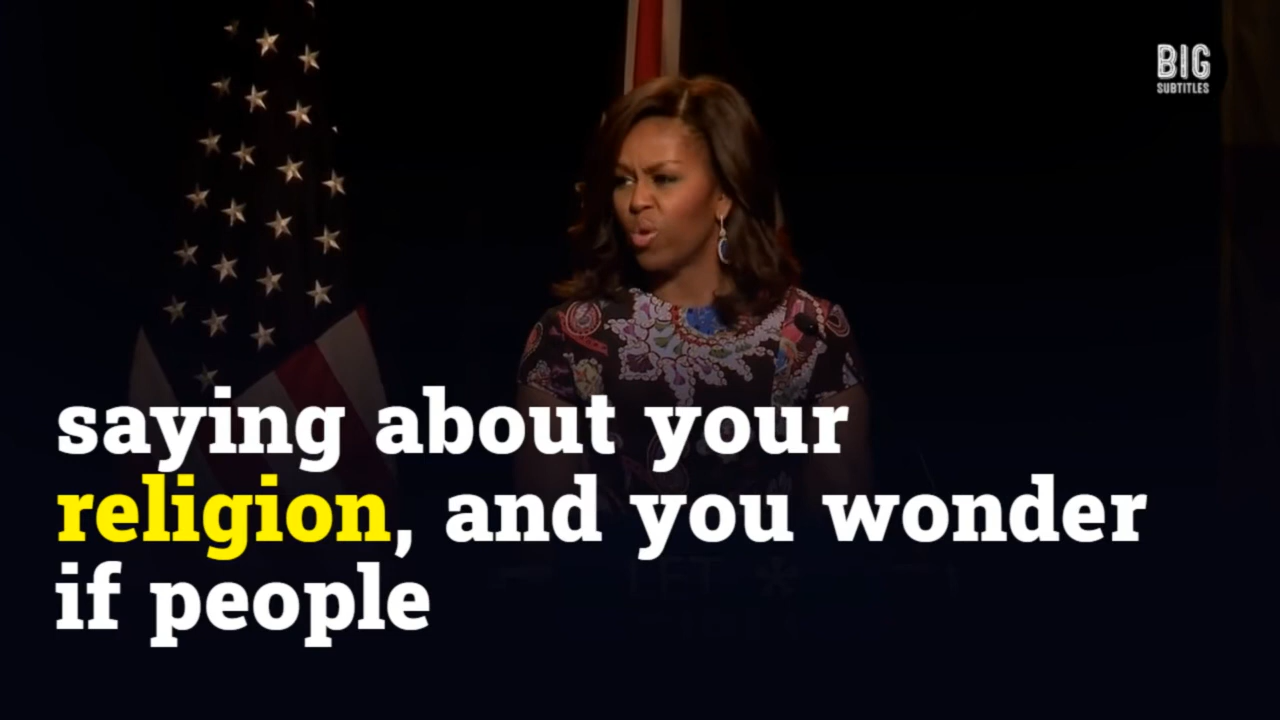 BIG
SUBTITLES
saying about your
religion, and you wonder
if people